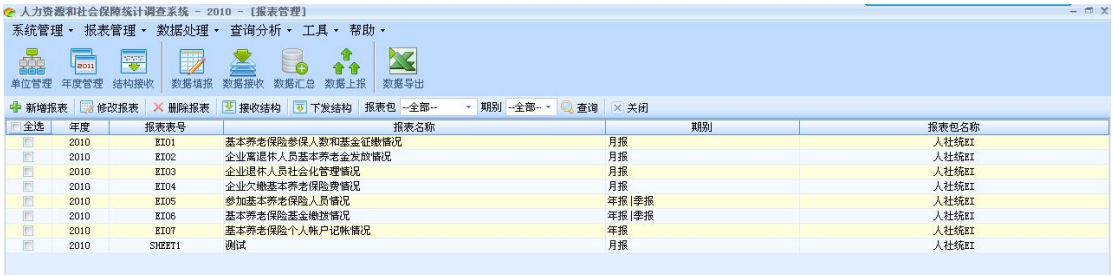 人力资源和社会保障统计调查系统 - 2010 - [报表管理]
系统管理 报表管理 数据处理 查询分析 工具 帮助
2011
单位管理 年度管理 结构接收 数据填报 数据接收 数据汇总 数据上报 数据导出
新增报表 修改报表 删除报表 接收结构 下发结构 报表包 --全部-- 期别 --全部-- 查询 关闭
全选 年度 报表表号 报表名称 期别 报表包名称
2010 EI01 基本养老保险参保人数和基金征缴情况 月报 人社统EI
2010 EI02 企业离退休人员基本养老金发放情况 月报 人社统EI
2010 EI03 企业退休人员社会化管理情况 月报 人社统EI
2010 EI04 企业欠缴基本养老保险费情况 月报 人社统EI
2010 EI05 参加基本养老保险人员情况 年报|季报 人社统EI
2010 EI06 基本养老保险基金缴拨情况 年报|季报 人社统EI
2010 EI07 基本养老保险个人帐户记帐情况 年报 人社统EI
2010 SHEET1 测试 月报 人社统EI